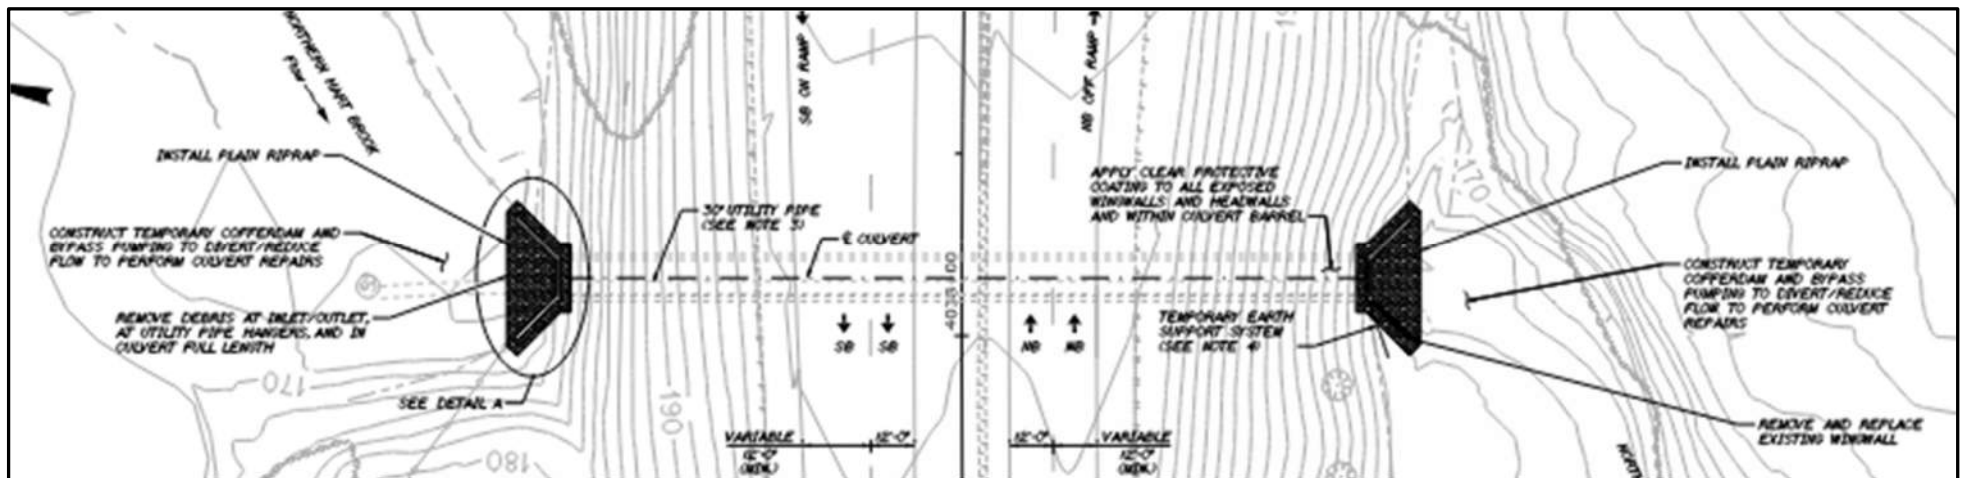 NORTHERN HART BROOK
FLOW
SB ON RAMP
NB OFF RAMP
INSTALL PLAIN RIPRAP
CONSTRUCT TEMPORARY COFFERDAM AND
BYPASS PUMPING TO DIVERT/REDUCE
FLOW TO PERFORM CULVERT REPAIRS
REMOVE DEBRIS AT INLET/OUTLET,
AT UTILITY PIPE HANGERS, AND IN
CULVERT FULL LENGTH
SEE DETAIL A
170
180
190
30" UTILITY PIPE
(SEE NOTE 3)
℄ CULVERT
SB
SB
NB
NB
APPLY CLEAR PROTECTIVE
COATING TO ALL EXPOSED
WINGWALLS AND HEADWALLS
AND WITHIN CULVERT BARREL
TEMPORARY EARTH
SUPPORT SYSTEM
(SEE NOTE 4)
VARIABLE
12'-0"
(MIN.)
12'-0"
12'-0"
VARIABLE
12'-0"
(MIN.)
INSTALL PLAIN RIPRAP
170
CONSTRUCT TEMPORARY
COFFERDAM AND BYPASS
PUMPING TO DIVERT/REDUCE
FLOW TO PERFORM CULVERT
REPAIRS
REMOVE AND REPLACE
EXISTING WINGWALL